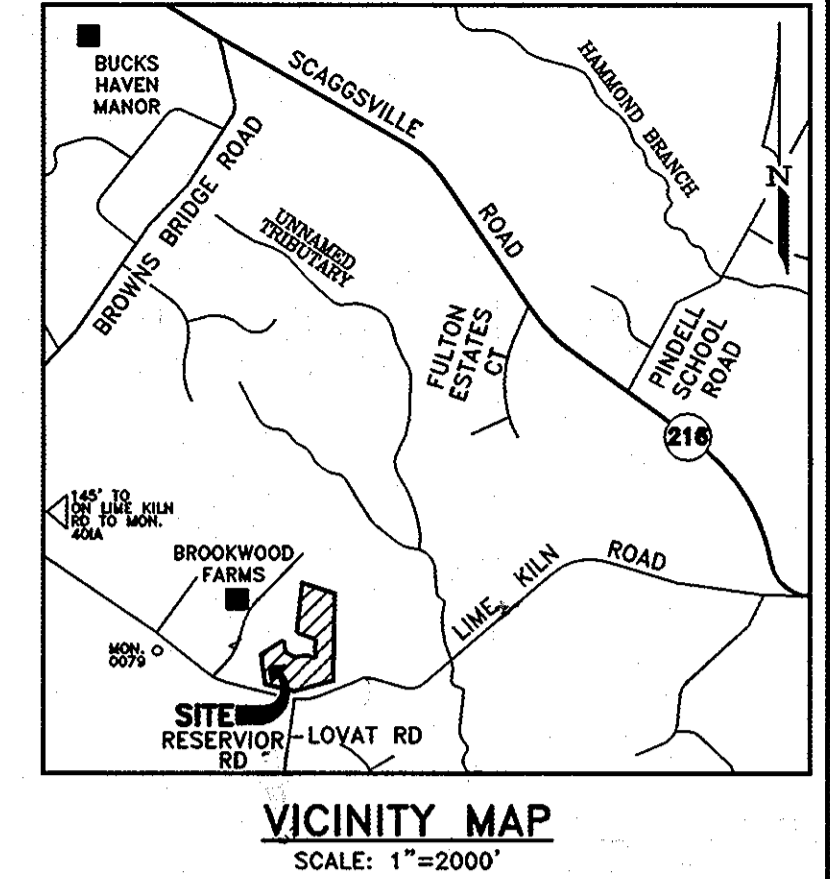 BUCKS
HAVEN
MANOR
SCAGGSVILLE
ROAD
HAMMOND BRANCH
N
BROWNS BRIDGE ROAD
UNNAMED
TRIBUTARY
FULTON
ESTATES
CT
PINDELL
SCHOOL
ROAD
216
145' TO
ON LIME KILN
RD TO MON.
401A
BROOKWOOD
FARMS
LIME KILN ROAD
MON.
0079
SITE
RESERVIOR
RD
LOVAT RD
VICINITY MAP
SCALE: 1"=2000'